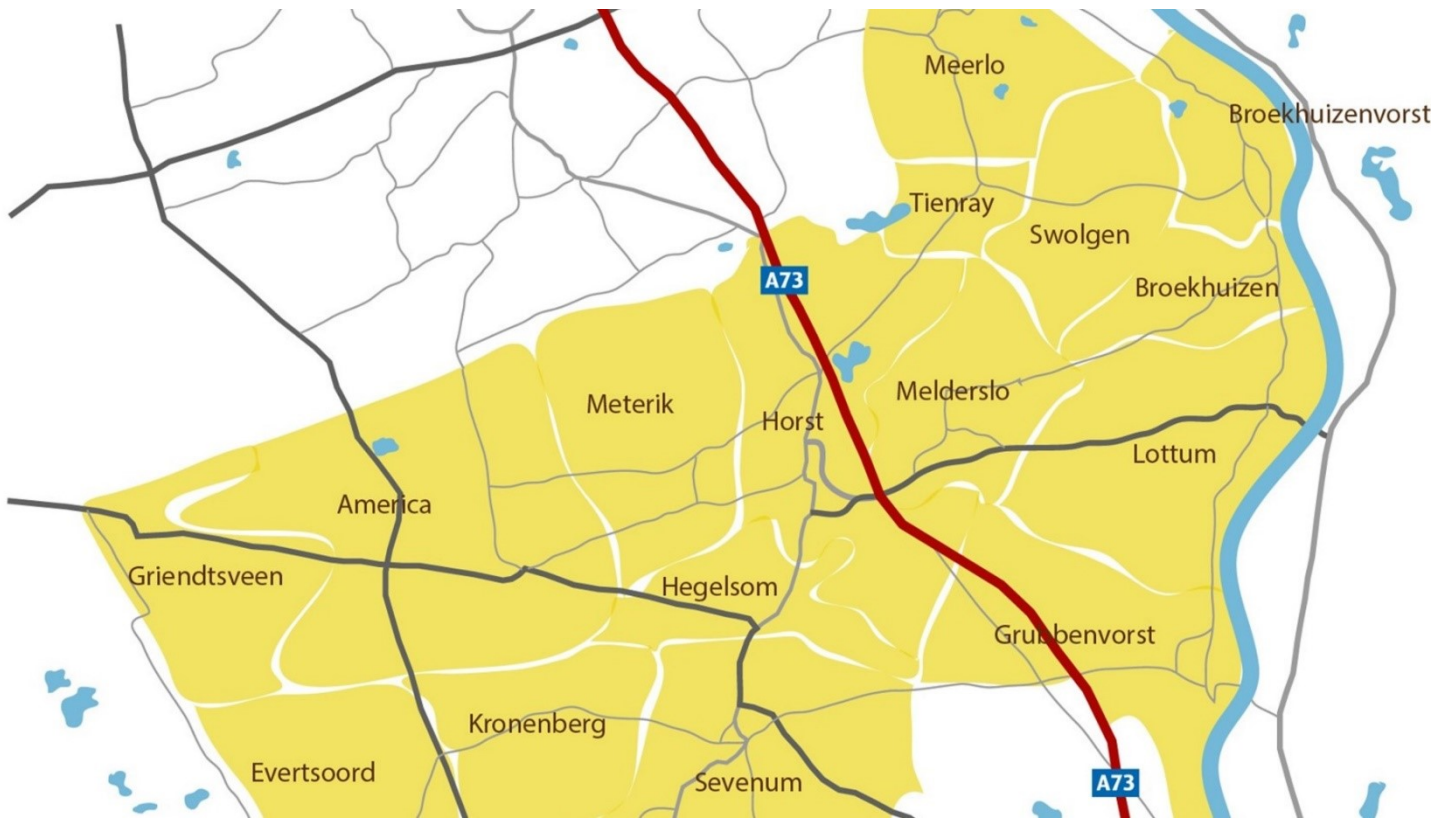 Meerlo
Broekhuizenvorst
Tienray
Swolgen
A73
Broekhuizen
Meterik
Melderslo
Horst
Lottum
America
Griendtsveen
Hegelsom
Grubbenvorst
Kronenberg
Evertsoord
Sevenum
A73